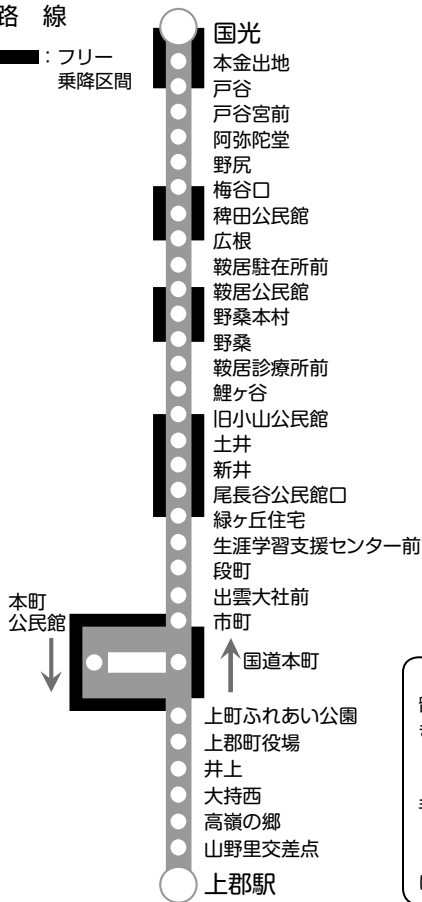 路 線
：フリー
乗降区間
国光
本金出地
戸谷
戸谷宮前
阿弥陀堂
野尻
梅谷口
稗田公民館
広根
鞍居駐在所前
鞍居公民館
野桑本村
野桑
鞍居診療所前
鯉ヶ谷
旧小山公民館
土井
新井
尾長谷公民館口
緑ヶ丘住宅
生涯学習支援センター前
段町
出雲大社前
市町
本町
公民館
国道本町
上町ふれあい公園
上郡町役場
井上
大持西
高嶺の郷
山野里交差点
上郡駅